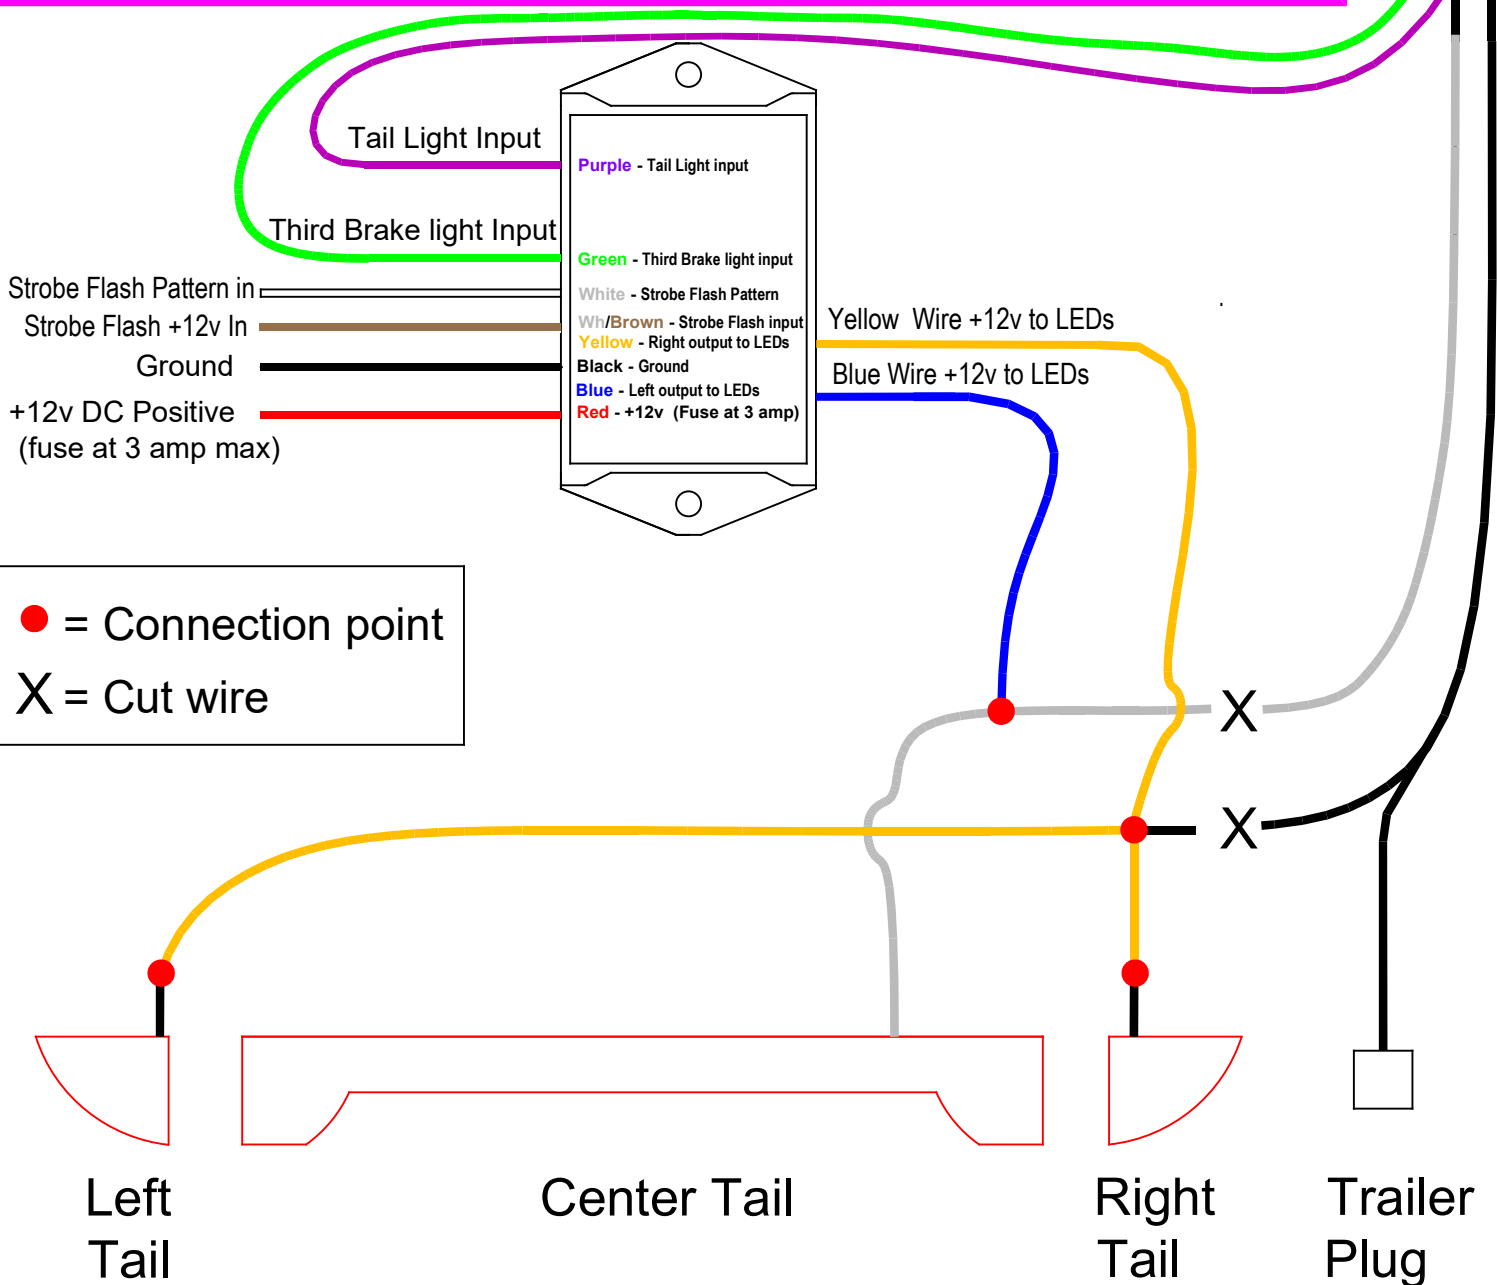 Tail Light Input
Purple - Tail Light input
Third Brake light Input
Green - Third Brake light input
Strobe Flash Pattern in
White - Strobe Flash Pattern
Strobe Flash +12v In
Wh/Brown - Strobe Flash input
Yellow - Right output to LEDs
Yellow Wire +12v to LEDs
Ground
Black - Ground
Blue - Left output to LEDs
Blue Wire +12v to LEDs
+12v DC Positive
(fuse at 3 amp max)
Red - +12v (Fuse at 3 amp)
= Connection point
X = Cut wire
X
X
Left
Tail
Center Tail
Right
Tail
Trailer
Plug